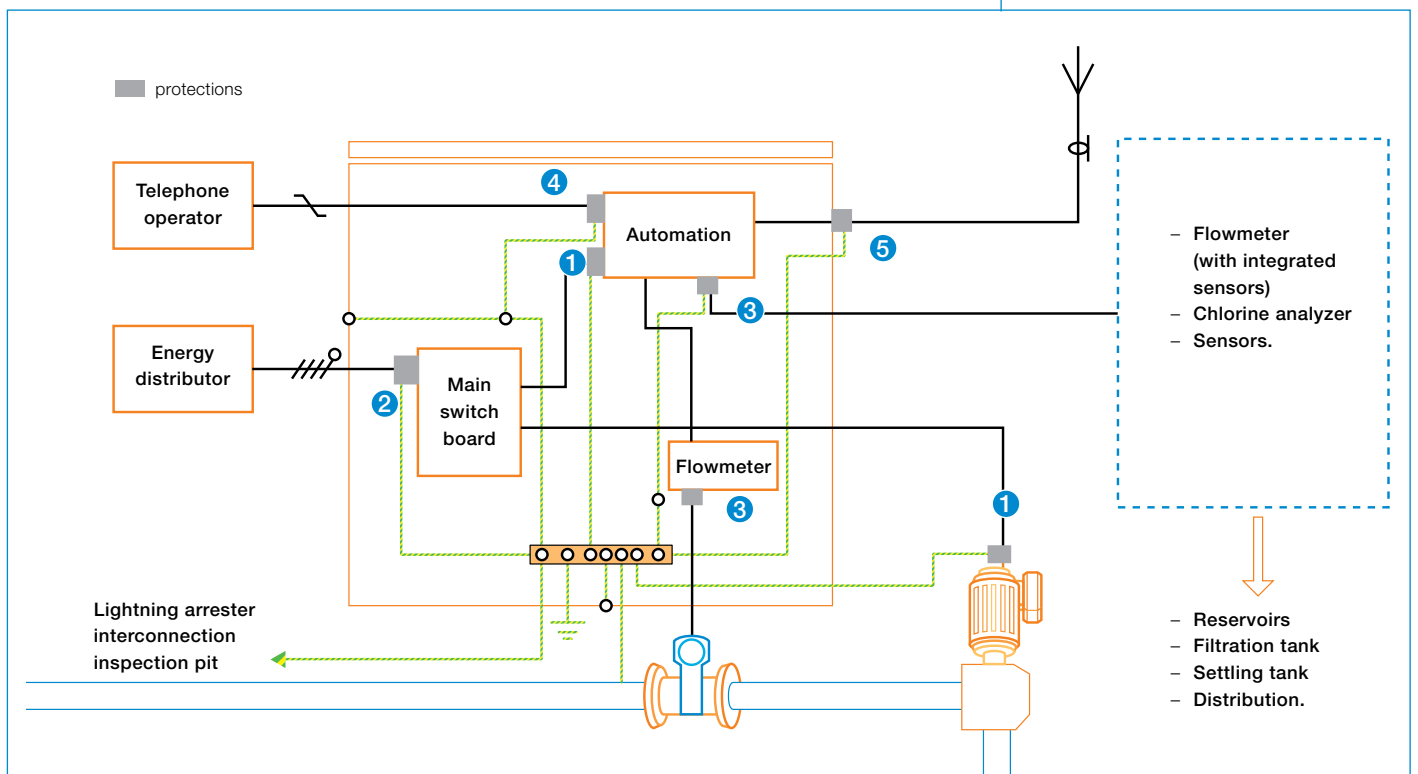 protections
Telephone
operator
4
Automation
1
5
3
– Flowmeter
(with integrated
sensors)
– Chlorine analyzer
– Sensors.
Energy
distributor
2
Main
switch
board
Flowmeter
3
1
Lightning arrester
interconnection
inspection pit
– Reservoirs
– Filtration tank
– Settling tank
– Distribution.